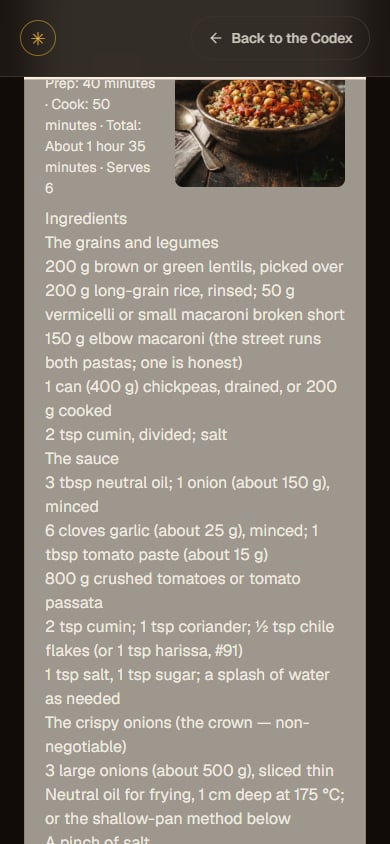 ← Back to the Codex
Prep: 40 minutes
· Cook: 50
minutes · Total:
About 1 hour 35
minutes · Serves
6
Ingredients
The grains and legumes
200 g brown or green lentils, picked over
200 g long-grain rice, rinsed; 50 g
vermicelli or small macaroni broken short
150 g elbow macaroni (the street runs
both pastas; one is honest)
1 can (400 g) chickpeas, drained, or 200
g cooked
2 tsp cumin, divided; salt
The sauce
3 tbsp neutral oil; 1 onion (about 150 g),
minced
6 cloves garlic (about 25 g), minced; 1
tbsp tomato paste (about 15 g)
800 g crushed tomatoes or tomato
passata
2 tsp cumin; 1 tsp coriander; ½ tsp chile
flakes (or 1 tsp harissa, #91)
1 tsp salt, 1 tsp sugar; a splash of water
as needed
The crispy onions (the crown — non-
negotiable)
3 large onions (about 500 g), sliced thin
Neutral oil for frying, 1 cm deep at 175 °C;
or the shallow-pan method below
A pinch of salt